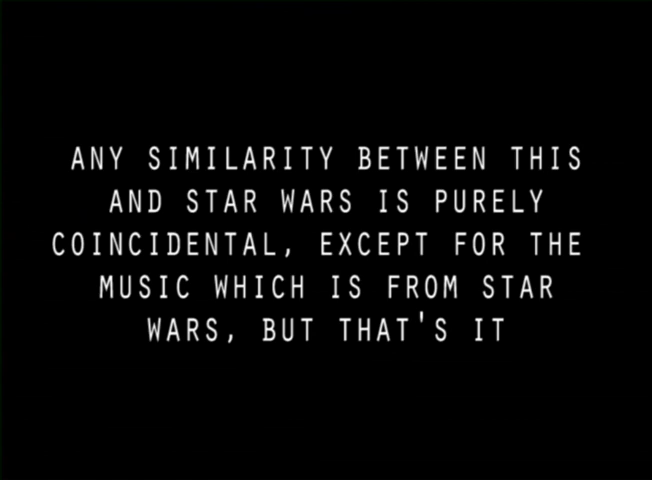 ANY SIMILARITY BETWEEN THIS
AND STAR WARS IS PURELY
COINCIDENTAL, EXCEPT FOR THE
MUSIC WHICH IS FROM STAR
WARS, BUT THAT'S IT